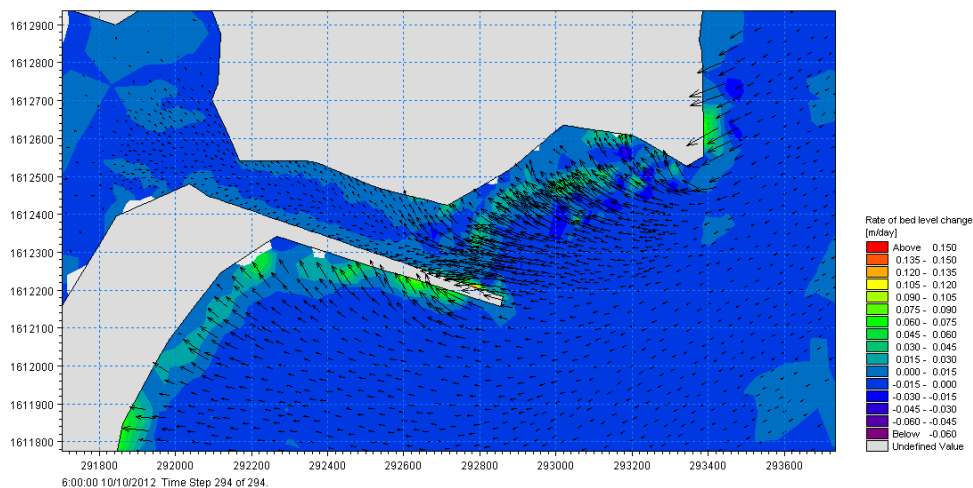 1612900
1612800
1612700
1612600
1612500
1612400
1612300
1612200
1612100
1612000
1611900
1611800
291800 292000 292200 292400 292600 292800 293000 293200 293400 293600
6:00:00 10/10/2012 Time Step 294 of 294.
Rate of bed level change
[m/day]
Above 0.150
0.135 - 0.150
0.120 - 0.135
0.105 - 0.120
0.090 - 0.105
0.075 - 0.090
0.060 - 0.075
0.045 - 0.060
0.030 - 0.045
0.015 - 0.030
0.000 - 0.015
-0.015 - 0.000
-0.030 - -0.015
-0.045 - -0.030
-0.060 - -0.045
Below -0.060
Undefined Value